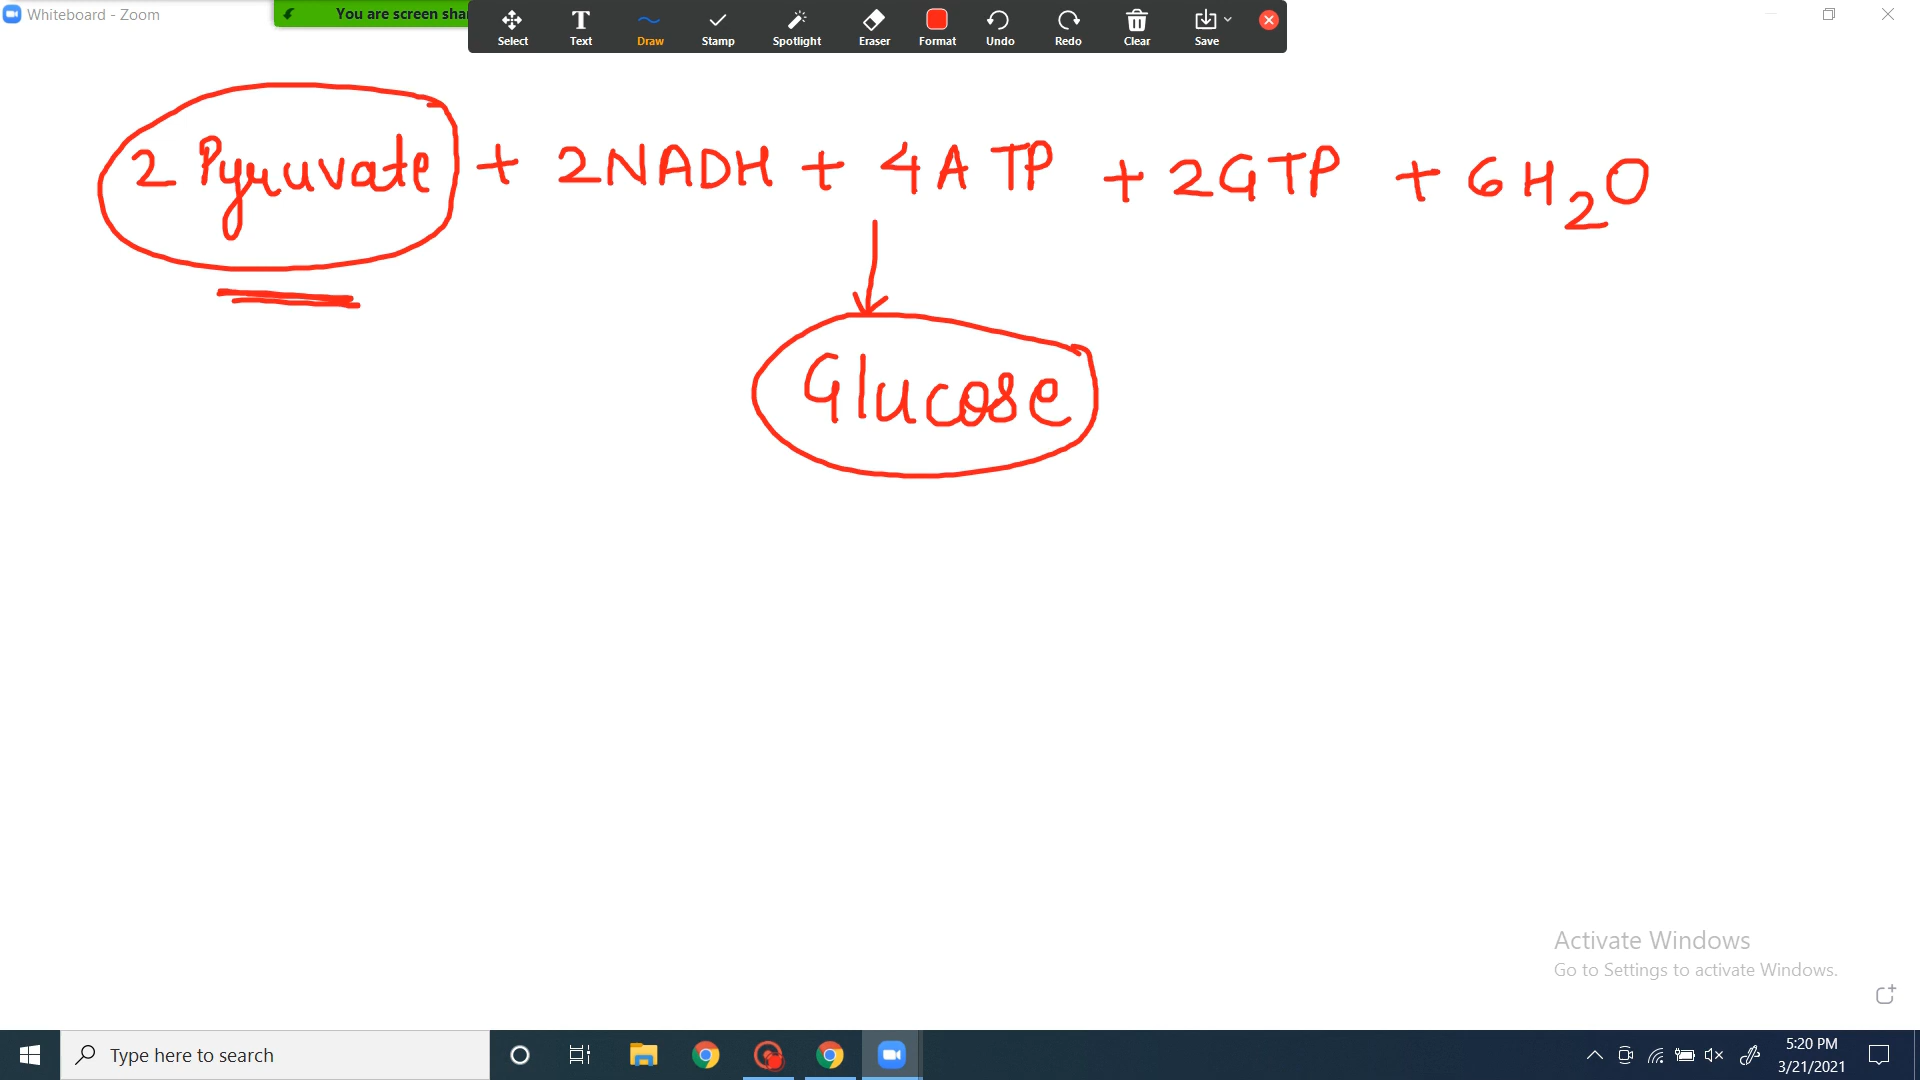 Whiteboard - Zoom
You are screen sha
Select Text Draw Stamp Spotlight Eraser Format Undo Redo Clear Save
2 Pyruvate + 2NADH + 4ATP + 2GTP + 6H₂O
Glucose
Activate Windows
Go to Settings to activate Windows.
Type here to search
5:20 PM
3/21/2021